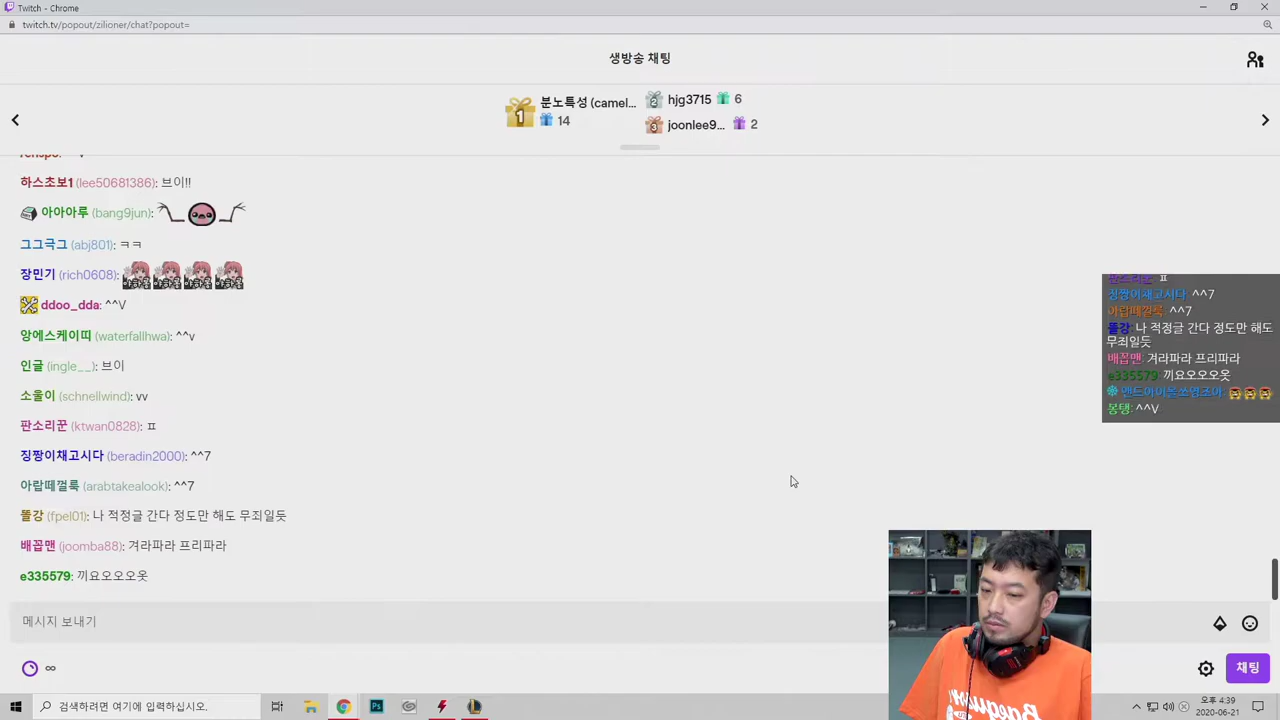 Twitch - Chrome
twitch.tv/popout/zilioner/chat?popout=
생방송 채팅
1 분노특성 (camel... 14
2 hjg3715 6
3 joonlee9... 2
하스초보1 (lee50681386): 브이!!
아아아루 (bang9jun):
그그극그 (abj801): ㅋㅋ
장민기 (rich0608):
ddoo_dda: ^^V
앙에스케이띠 (waterfallhwa): ^^v
인글 (ingle__): 브이
소울이 (schnellwind): vv
판소리꾼 (ktwan0828): ㅍ
징짱이채고시다 (beradin2000): ^^7
아랍떼껄룩 (arabtakealook): ^^7
똘강 (fpel01): 나 적정글 간다 정도만 해도 무죄일듯
배꼽맨 (joomba88): 겨라파라 프리파라
e335579: 끼요오오오옷
판소리꾼: ㅍ
징짱이채고시다: ^^7
아랍떼껄룩: ^^7
똘강: 나 적정글 간다 정도만 해도
무죄일듯
배꼽맨: 겨라파라 프리파라
e335579: 끼요오오오옷
봉탱: ^^V
메시지 보내기
∞
채팅
검색하려면 여기에 입력하십시오.
오후 4:39
2020-06-21